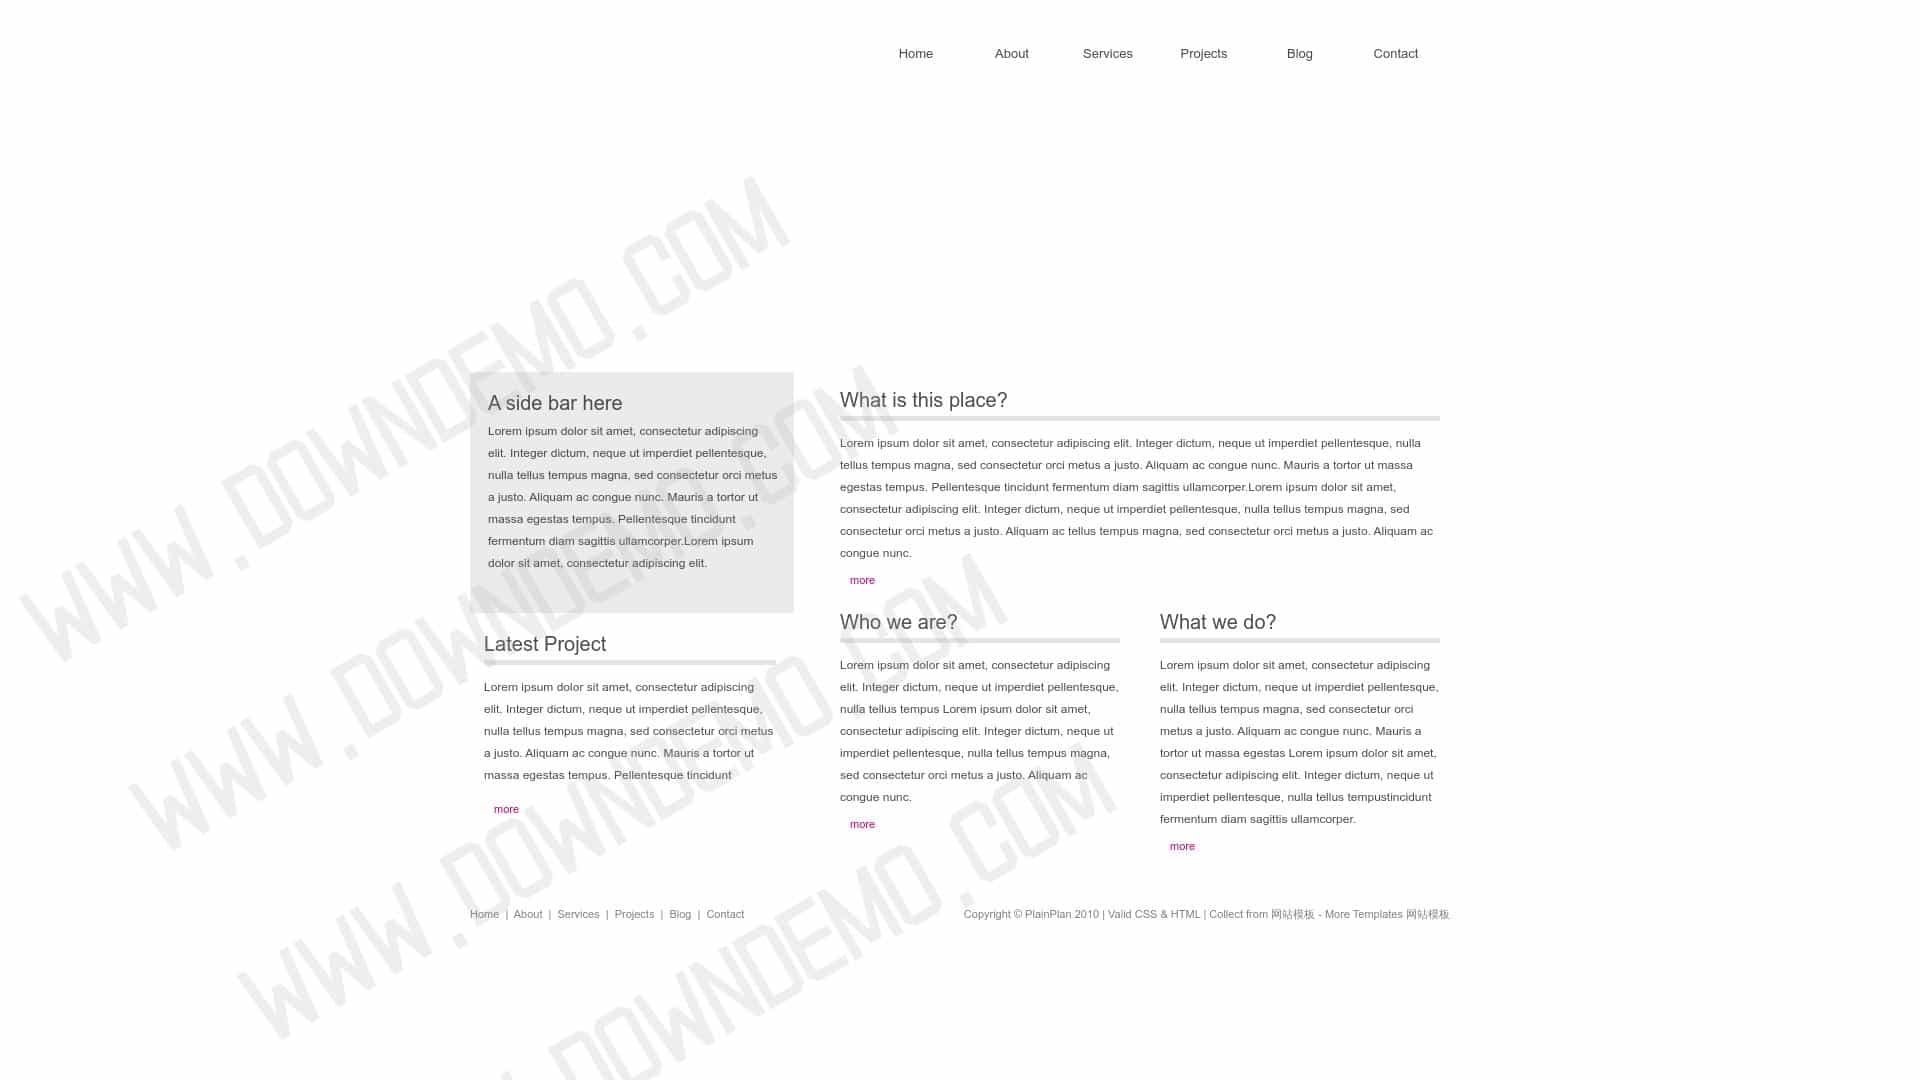 Home About Services Projects Blog Contact
A side bar here
Lorem ipsum dolor sit amet, consectetur adipiscing
elit. Integer dictum, neque ut imperdiet pellentesque,
nulla tellus tempus magna, sed consectetur orci metus
a justo. Aliquam ac congue nunc. Mauris a tortor ut
massa egestas tempus. Pellentesque tincidunt
fermentum diam sagittis ullamcorper.Lorem ipsum
dolor sit amet, consectetur adipiscing elit.
Latest Project
Lorem ipsum dolor sit amet, consectetur adipiscing
elit. Integer dictum, neque ut imperdiet pellentesque,
nulla tellus tempus magna, sed consectetur orci metus
a justo. Aliquam ac congue nunc. Mauris a tortor ut
massa egestas tempus. Pellentesque tincidunt
more
What is this place?
Lorem ipsum dolor sit amet, consectetur adipiscing elit. Integer dictum, neque ut imperdiet pellentesque, nulla
tellus tempus magna, sed consectetur orci metus a justo. Aliquam ac congue nunc. Mauris a tortor ut massa
egestas tempus. Pellentesque tincidunt fermentum diam sagittis ullamcorper.Lorem ipsum dolor sit amet,
consectetur adipiscing elit. Integer dictum, neque ut imperdiet pellentesque, nulla tellus tempus magna, sed
consectetur orci metus a justo. Aliquam ac tellus tempus magna, sed consectetur orci metus a justo. Aliquam ac
congue nunc.
more
Who we are?
Lorem ipsum dolor sit amet, consectetur adipiscing
elit. Integer dictum, neque ut imperdiet pellentesque,
nulla tellus tempus Lorem ipsum dolor sit amet,
consectetur adipiscing elit. Integer dictum, neque ut
imperdiet pellentesque, nulla tellus tempus magna,
sed consectetur orci metus a justo. Aliquam ac
congue nunc.
more
What we do?
Lorem ipsum dolor sit amet, consectetur adipiscing
elit. Integer dictum, neque ut imperdiet pellentesque,
nulla tellus tempus magna, sed consectetur orci
metus a justo. Aliquam ac congue nunc. Mauris a
tortor ut massa egestas Lorem ipsum dolor sit amet,
consectetur adipiscing elit. Integer dictum, neque ut
imperdiet pellentesque, nulla tellus tempustincidunt
fermentum diam sagittis ullamcorper.
more
Home | About | Services | Projects | Blog | Contact
Copyright © PlainPlan 2010 | Valid CSS & HTML | Collect from 网站模板 - More Templates 网站模板
WWW.DOWNDEMO.COM
WWW.DOWNDEMO.COM
WWW.DOWNDEMO.COM
DOWNDEMO.COM